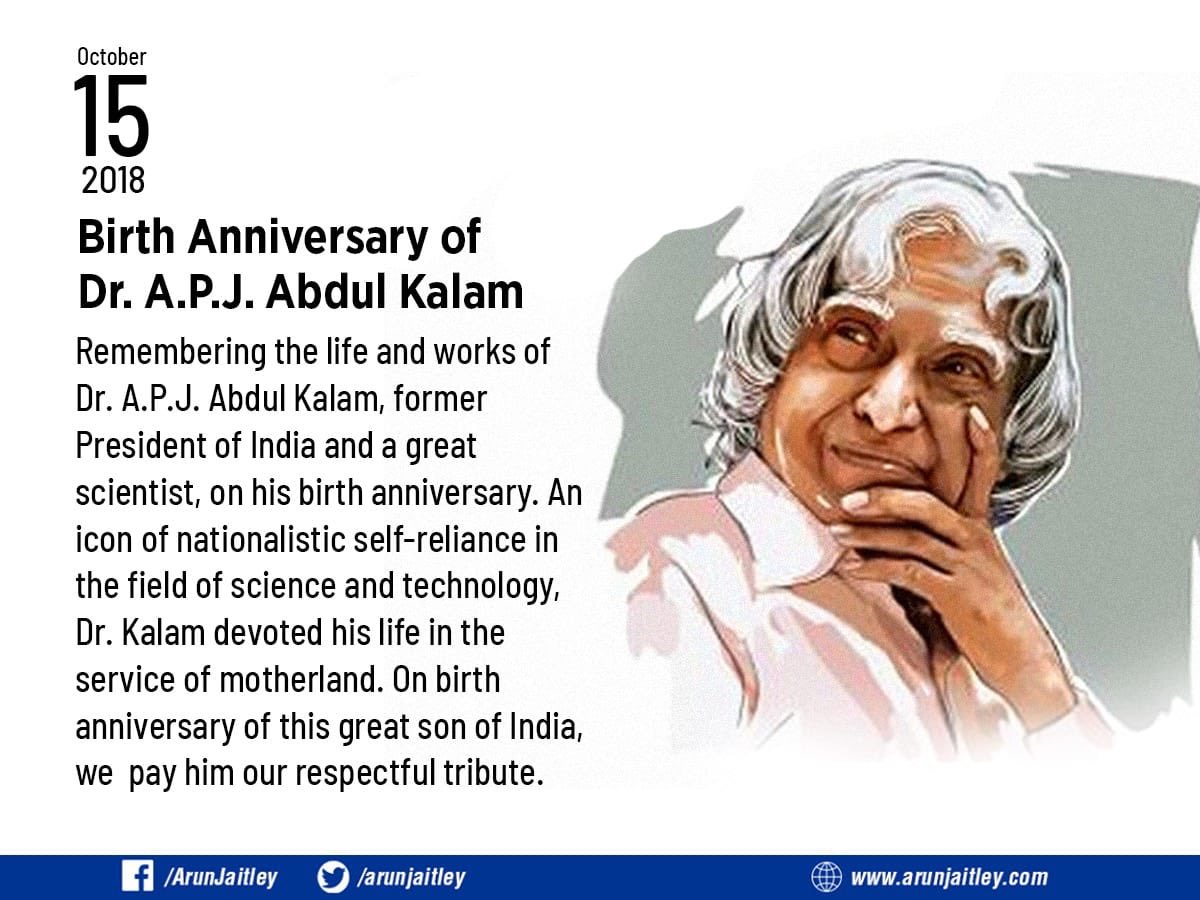 October
15
2018
Birth Anniversary of
Dr. A.P.J. Abdul Kalam
Remembering the life and works of
Dr. A.P.J. Abdul Kalam, former
President of India and a great
scientist, on his birth anniversary. An
icon of nationalistic self-reliance in
the field of science and technology,
Dr. Kalam devoted his life in the
service of motherland. On birth
anniversary of this great son of India,
we  pay him our respectful tribute.
/ArunJaitley /arunjaitley www.arunjaitley.com